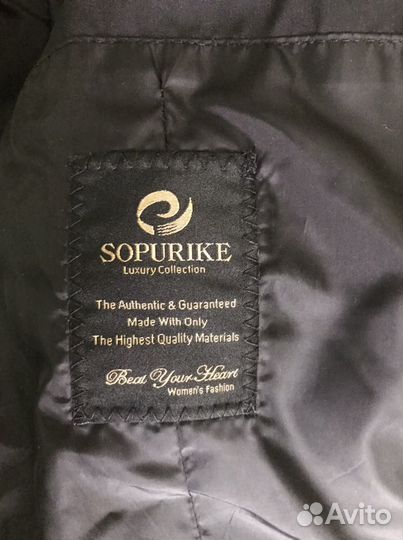 SOPURIKE
Luxury Collection
The Authentic & Guaranteed
Made With Only
The Highest Quality Materials
Beat Your Heart
Women's Fashion
Avito